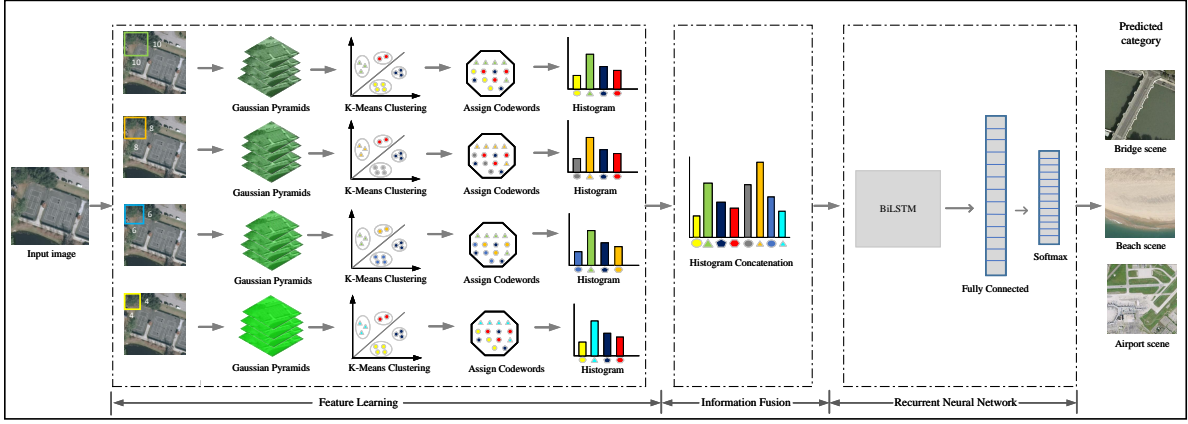 Predicted
category
10
10
Gaussian Pyramids
K-Means Clustering
Assign Codewords
Histogram
8
8
Gaussian Pyramids
K-Means Clustering
Assign Codewords
Histogram
6
6
Gaussian Pyramids
K-Means Clustering
Assign Codewords
Histogram
4
4
Gaussian Pyramids
K-Means Clustering
Assign Codewords
Histogram
Input image
Histogram Concatenation
BiLSTM
Fully Connected
Softmax
Bridge scene
Beach scene
Airport scene
Feature Learning
Information Fusion
Recurrent Neural Network